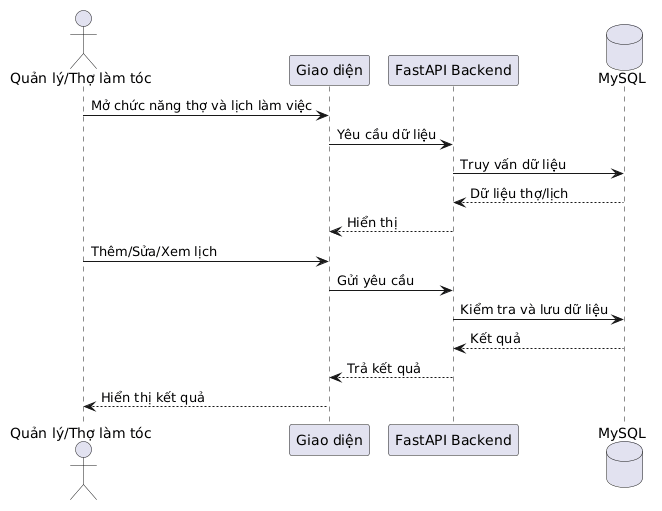 Quản lý/Thợ làm tóc
Giao diện
FastAPI Backend
MySQL
Mở chức năng thợ và lịch làm việc
Yêu cầu dữ liệu
Truy vấn dữ liệu
Dữ liệu thợ/lịch
Hiển thị
Thêm/Sửa/Xem lịch
Gửi yêu cầu
Kiểm tra và lưu dữ liệu
Kết quả
Trả kết quả
Hiển thị kết quả
Quản lý/Thợ làm tóc
Giao diện
FastAPI Backend
MySQL